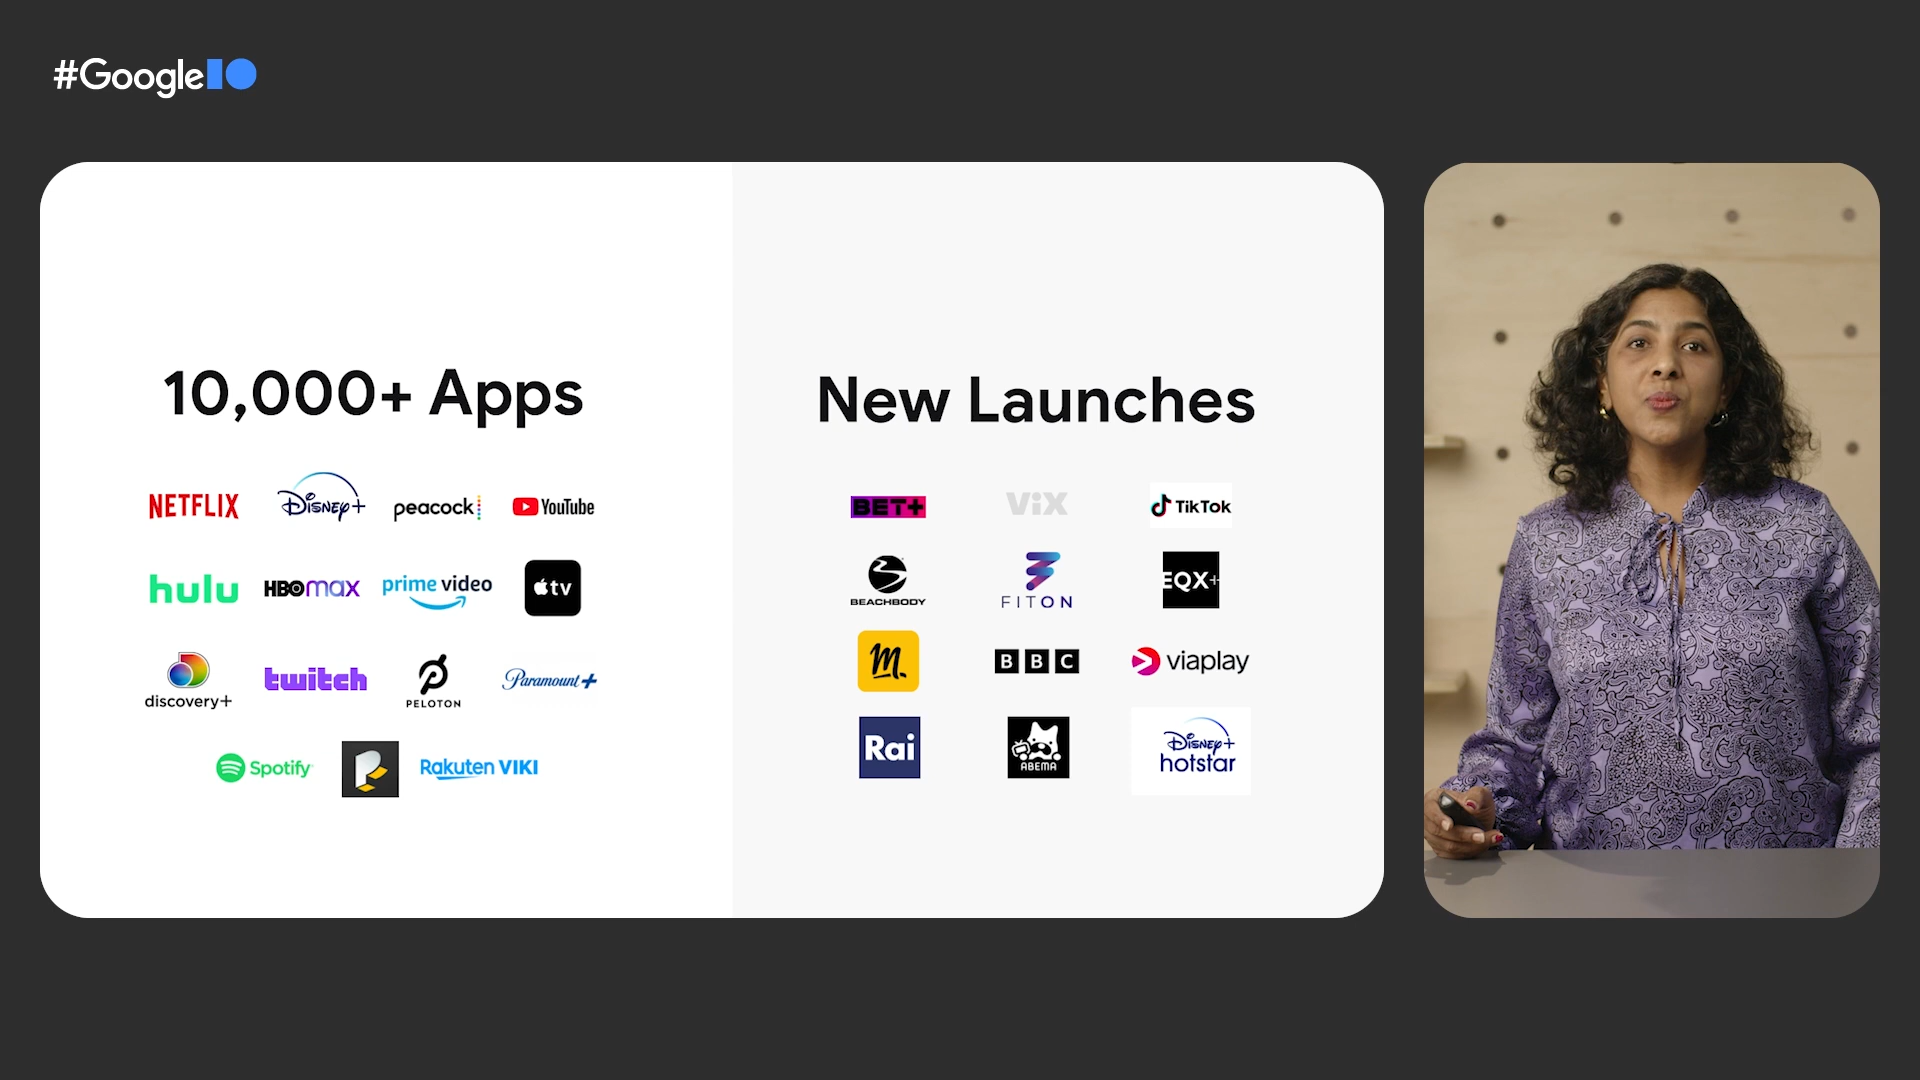 #GoogleIO
10,000+ Apps
NETFLIX Disney+ peacock YouTube
hulu HBOmax prime video tv
discovery+ twitch PELOTON Paramount+
Spotify Rakuten VIKI
New Launches
BET+ ViX TikTok
BEACHBODY FITON EQX+
m. BBC viaplay
Rai ABEMA Disney+ hotstar